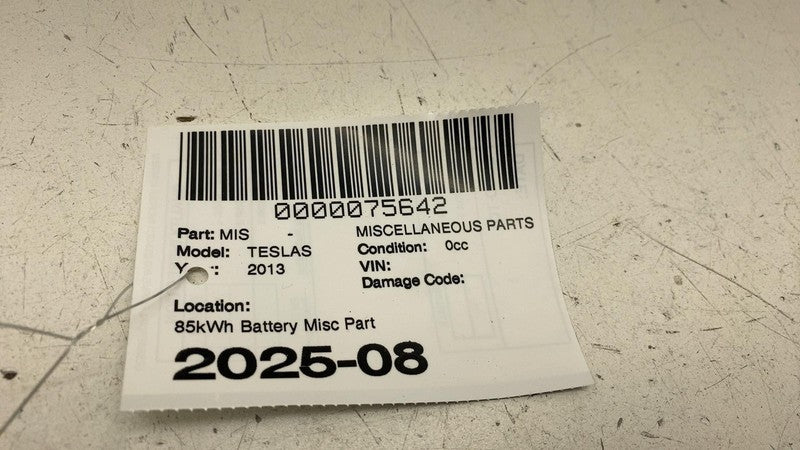 0000075642
Part: MIS - MISCELLANEOUS PARTS
Model: TESLAS Condition: 0cc
2013 VIN:
Damage Code:
Location:
85kWh Battery Misc Part
2025-08